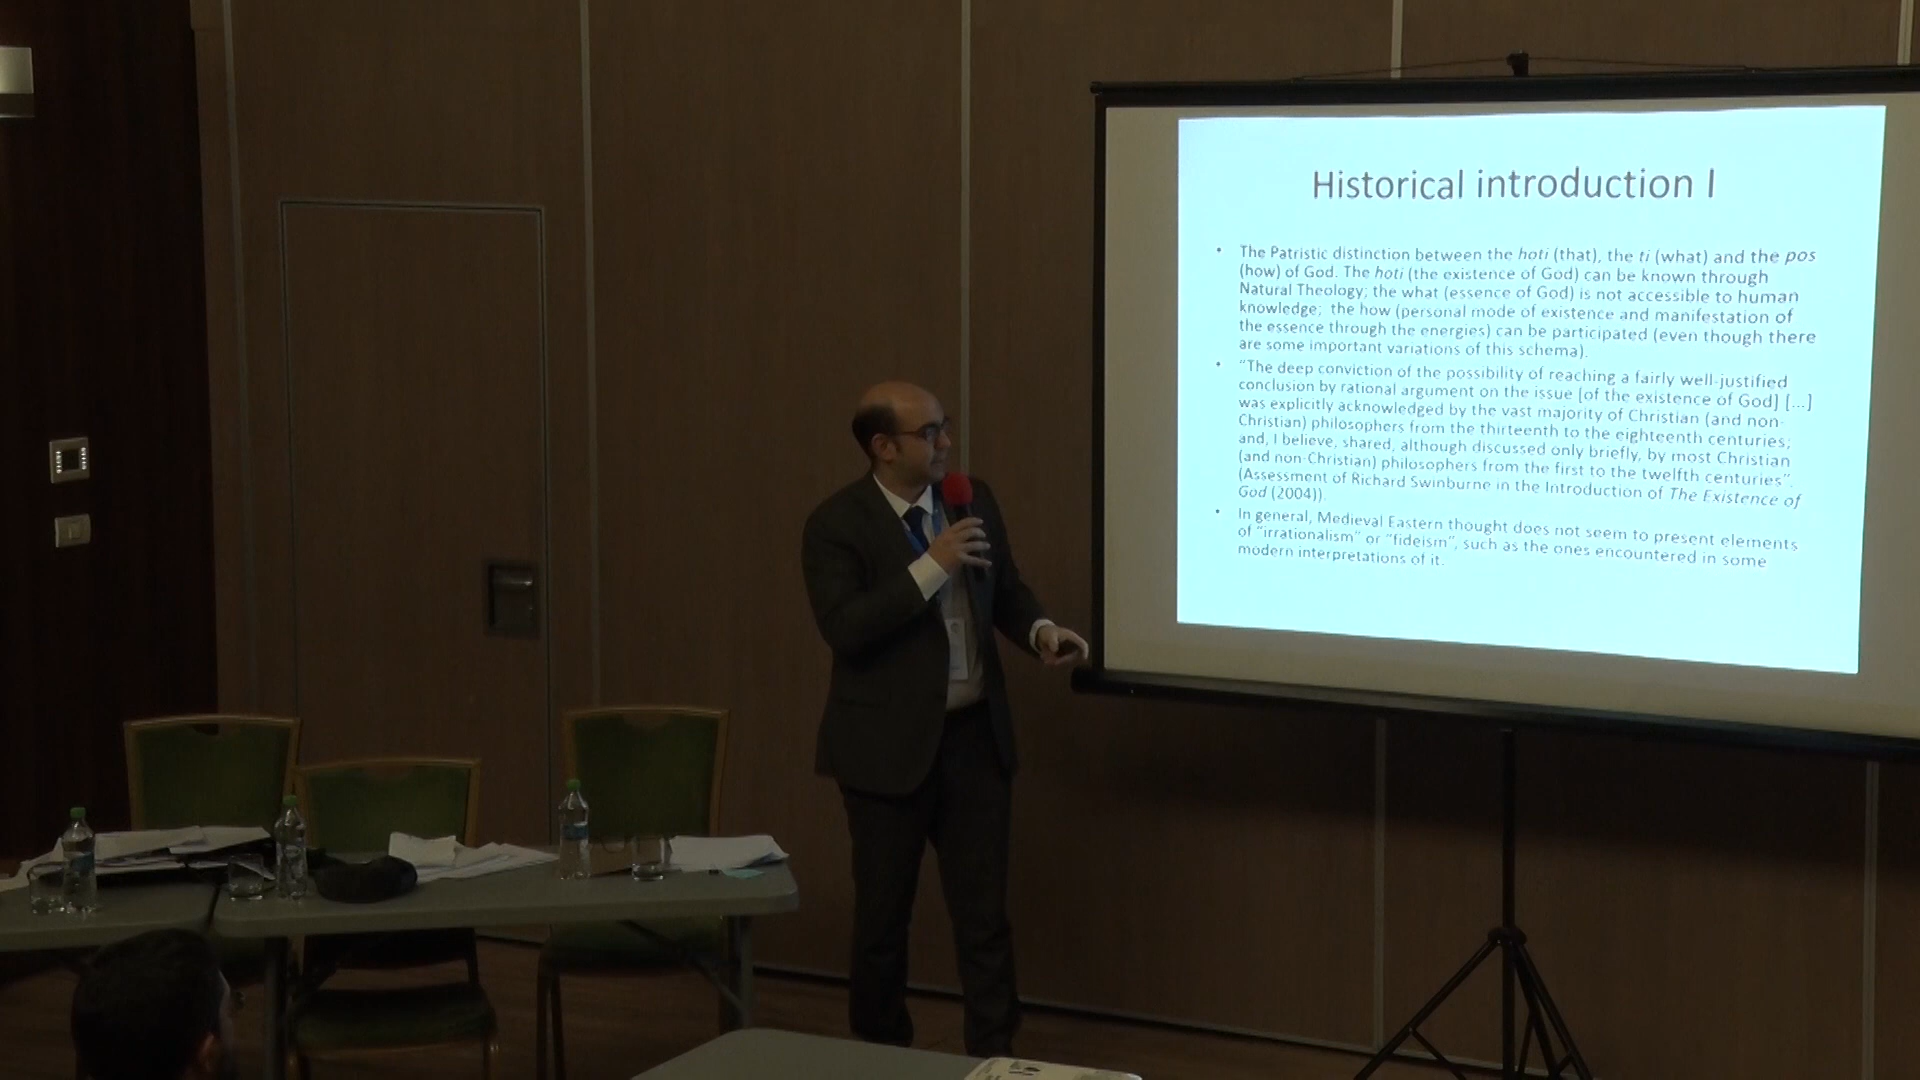 Historical introduction I
• The Patristic distinction between the hoti (that), the ti (what) and the pos
(how) of God. The hoti (the existence of God) can be known through
Natural Theology; the what (essence of God) is not accessible to human
knowledge; the how (personal mode of existence and manifestation of
the essence through the energies) can be participated (even though there
are some important variations of this schema).
• "The deep conviction of the possibility of reaching a fairly well-justified
conclusion by rational argument on the issue [of the existence of God] [...]
was explicitly acknowledged by the vast majority of Christian (and non-
Christian) philosophers from the thirteenth to the eighteenth centuries;
and, I believe, shared, although discussed only briefly, by most Christian
(and non-Christian) philosophers from the first to the twelfth centuries".
(Assessment of Richard Swinburne in the Introduction of The Existence of
God (2004)).
• In general, Medieval Eastern thought does not seem to present elements
of "irrationalism" or "fideism", such as the ones encountered in some
modern interpretations of it.